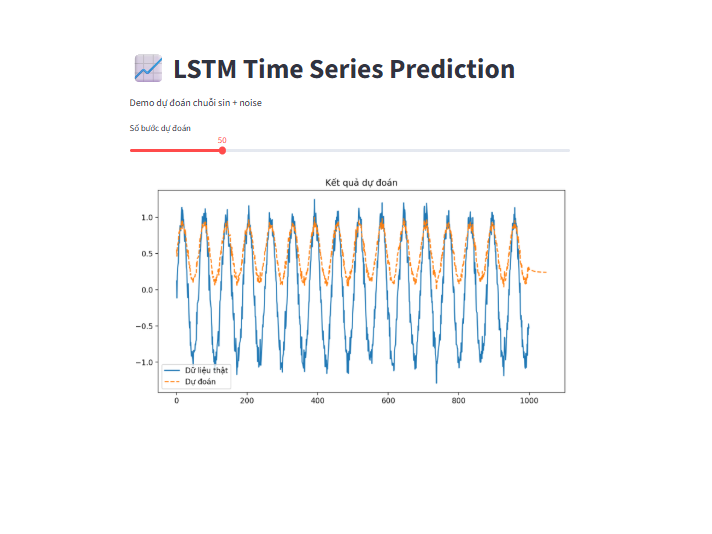 LSTM Time Series Prediction
Demo dự đoán chuỗi sin + noise
Số bước dự đoán
50
Kết quả dự đoán
1.0
0.5
0.0
−0.5
−1.0
Dữ liệu thật
Dự đoán
0 200 400 600 800 1000